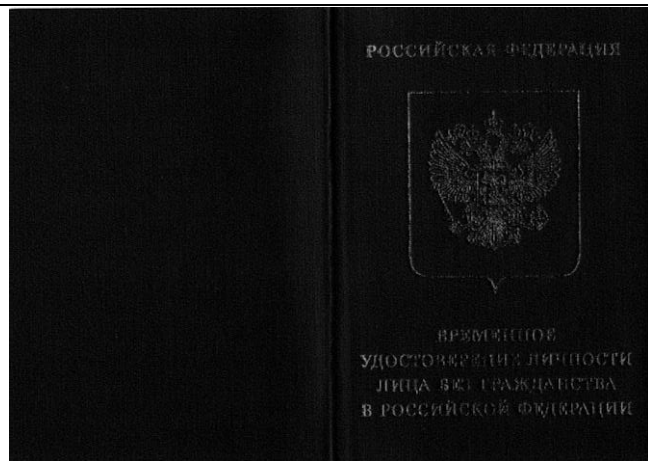 РОССИЙСКАЯ ФЕДЕРАЦИЯ
ВРЕМЕННОЕ
УДОСТОВЕРЕНИЕ ЛИЧНОСТИ
ЛИЦА БЕЗ ГРАЖДАНСТВА
В РОССИЙСКОЙ ФЕДЕРАЦИИ